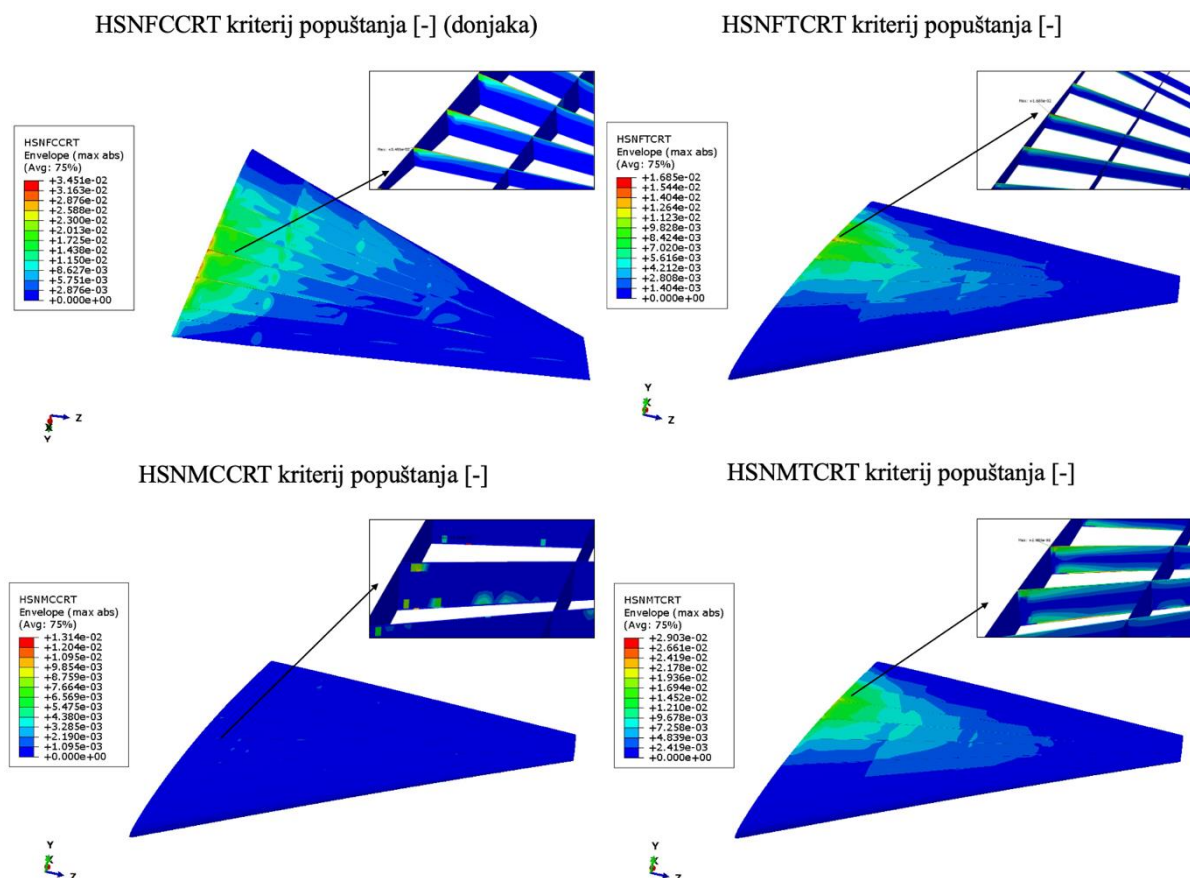 HSNFCCRT kriterij popuštanja [-] (donjaka)
HSNFCCRT
Envelope (max abs)
(Avg: 75%)
+3.451e-02
+3.163e-02
+2.876e-02
+2.588e-02
+2.300e-02
+2.013e-02
+1.725e-02
+1.438e-02
+1.150e-02
+8.627e-03
+5.751e-03
+2.876e-03
+0.000e+00
X
Y
Z
HSNFTCRT kriterij popuštanja [-]
Max: +1.685e-02
HSNFTCRT
Envelope (max abs)
(Avg: 75%)
+1.685e-02
+1.544e-02
+1.404e-02
+1.264e-02
+1.123e-02
+9.828e-03
+8.424e-03
+7.020e-03
+5.616e-03
+4.212e-03
+2.808e-03
+1.404e-03
+0.000e+00
Y
X
Z
HSNMCCRT kriterij popuštanja [-]
HSNMCCRT
Envelope (max abs)
(Avg: 75%)
+1.314e-02
+1.204e-02
+1.095e-02
+9.854e-03
+8.759e-03
+7.664e-03
+6.569e-03
+5.475e-03
+4.380e-03
+3.285e-03
+2.190e-03
+1.095e-03
+0.000e+00
Y
X
Z
HSNMTCRT kriterij popuštanja [-]
HSNMTCRT
Envelope (max abs)
(Avg: 75%)
+2.903e-02
+2.661e-02
+2.419e-02
+2.178e-02
+1.936e-02
+1.694e-02
+1.452e-02
+1.210e-02
+9.678e-03
+7.258e-03
+4.839e-03
+2.419e-03
+0.000e+00
Y
X
Z